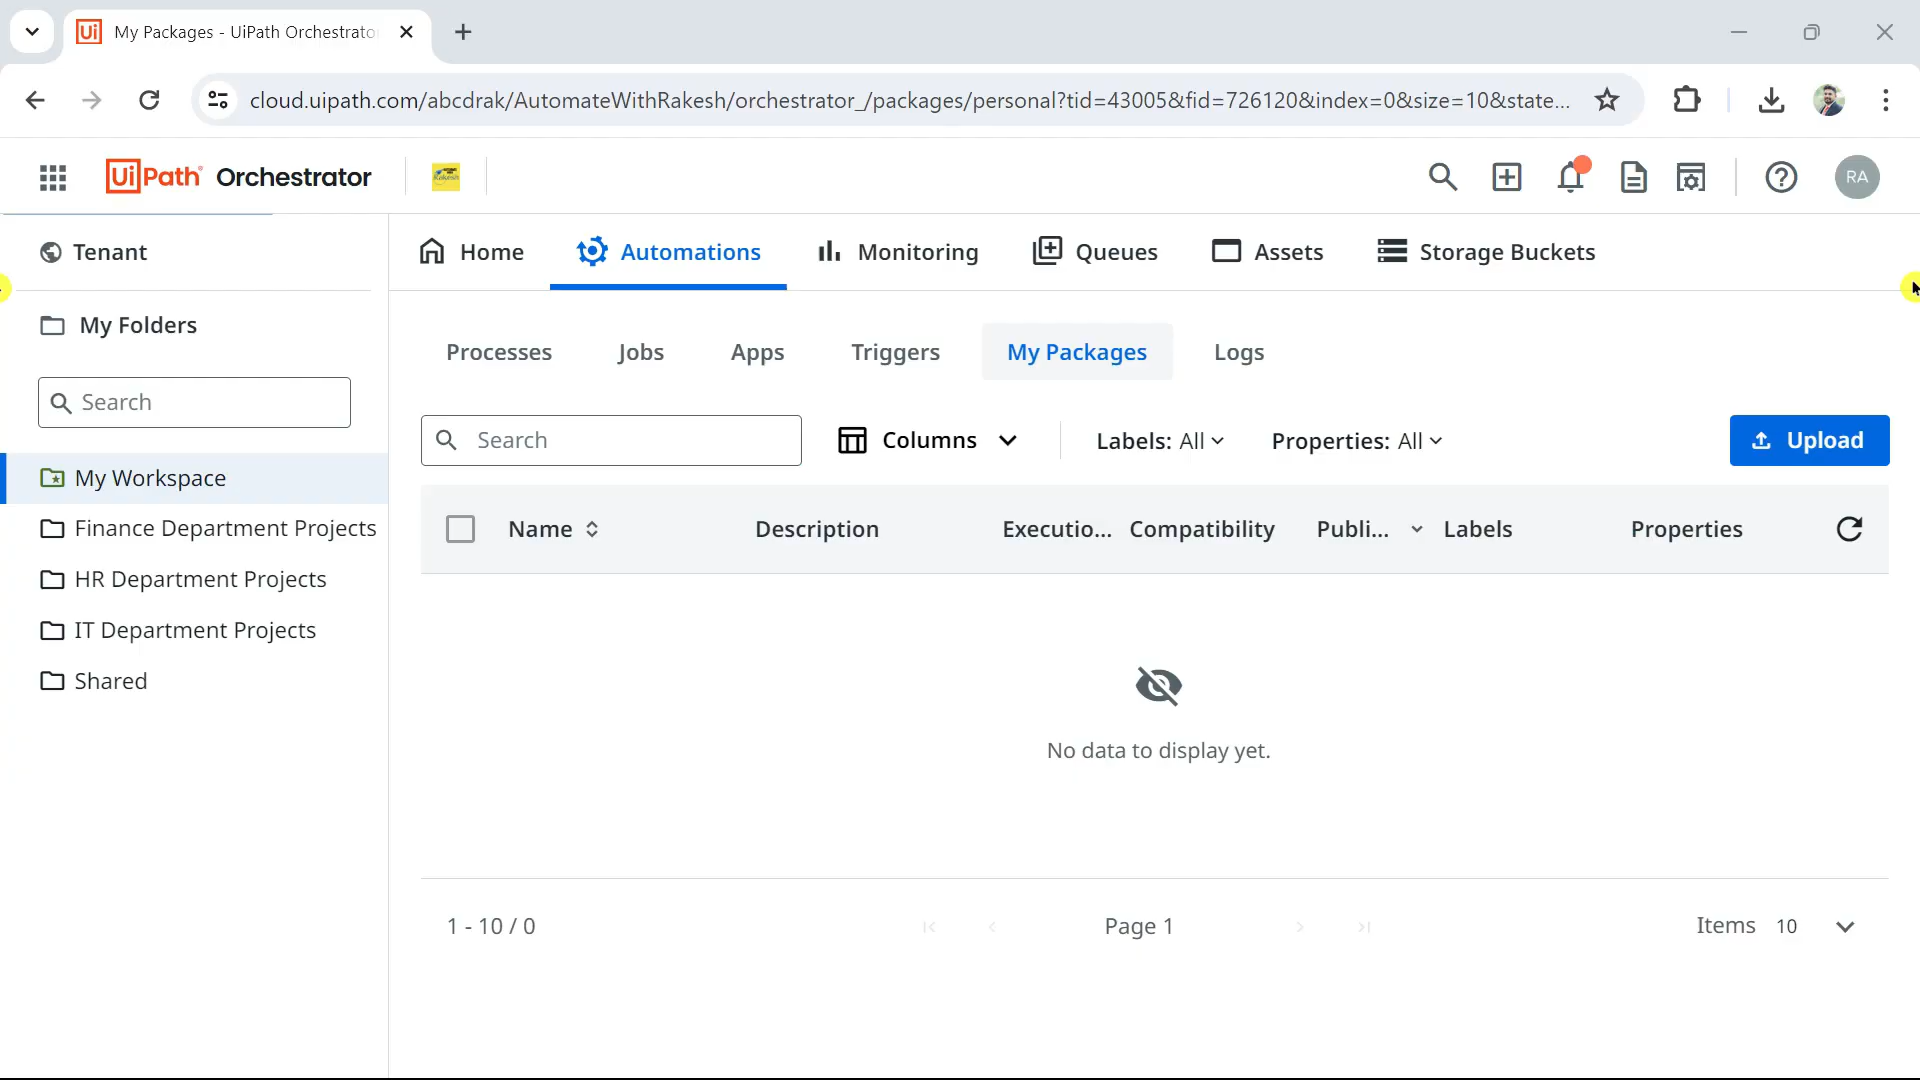 My Packages - UiPath Orchestrato
cloud.uipath.com/abcdrak/AutomateWithRakesh/orchestrator_/packages/personal?tid=43005&fid=726120&index=0&size=10&state...
UiPath Orchestrator
RA
Tenant
Home
Automations
Monitoring
Queues
Assets
Storage Buckets
My Folders
Processes
Jobs
Apps
Triggers
My Packages
Logs
Search
Search
Columns
Labels: All
Properties: All
Upload
My Workspace
Finance Department Projects
HR Department Projects
IT Department Projects
Shared
Name
Description
Executio...
Compatibility
Publi...
Labels
Properties
No data to display yet.
1 - 10 / 0
Page 1
Items 10